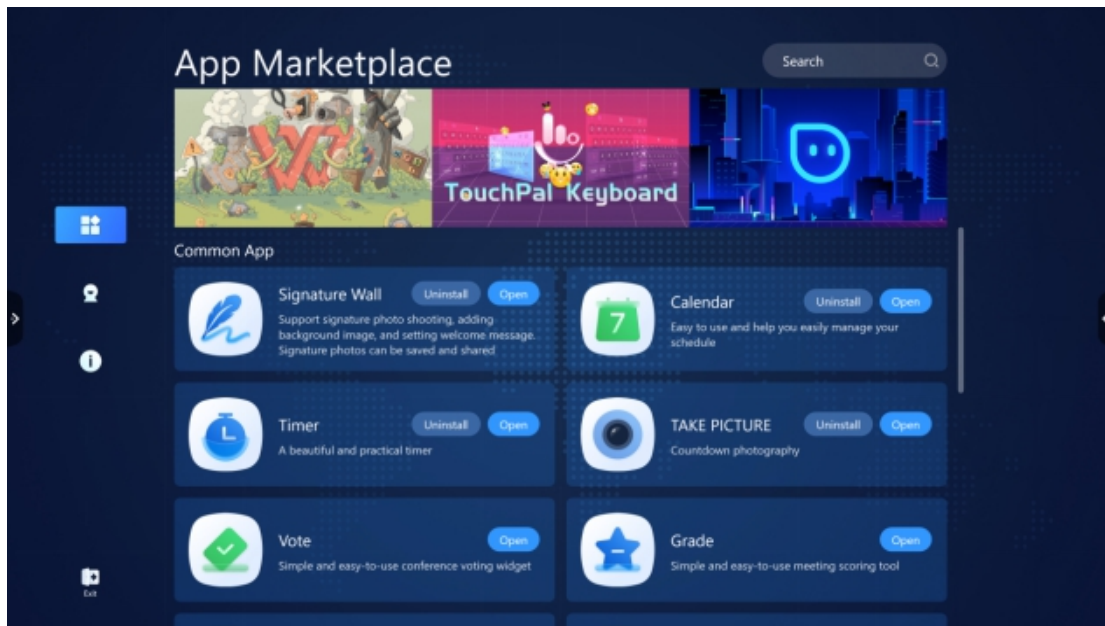 App Marketplace
Search
TouchPal Keyboard
Common App
Signature Wall
Uninstall
Open
Support signature photo shooting, adding
background image, and setting welcome message.
Signature photos can be saved and shared
7
Calendar
Uninstall
Open
Easy to use and help you easily manage your
schedule
Timer
Uninstall
Open
A beautiful and practical timer
TAKE PICTURE
Uninstall
Open
Countdown photography
Vote
Open
Simple and easy-to-use conference voting widget
Grade
Open
Simple and easy-to-use meeting scoring tool
Exit